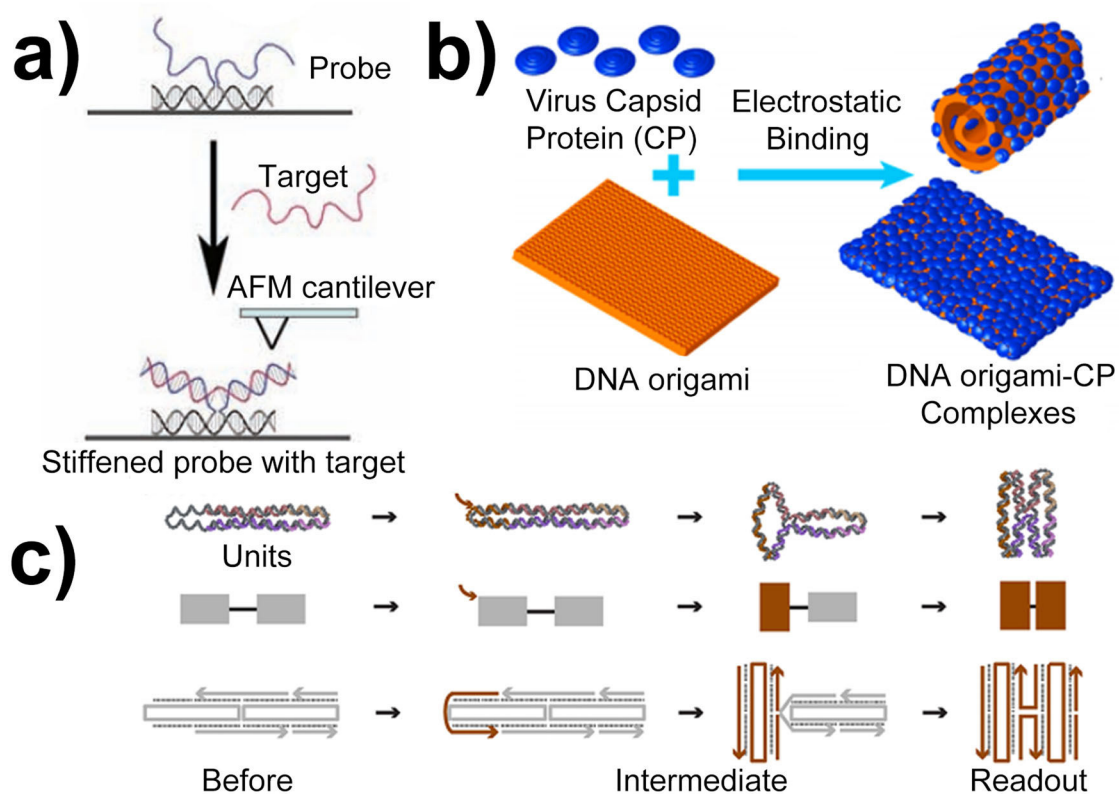 a)
Probe
Target
AFM cantilever
Stiffened probe with target
b)
Virus Capsid
Protein (CP)
Electrostatic
Binding
DNA origami
DNA origami-CP
Complexes
c)
Units
Before
Intermediate
Readout